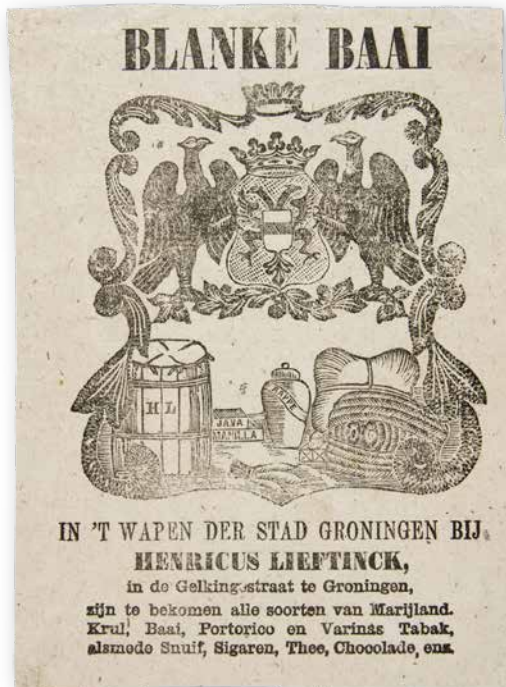 BLANKE BAAI
HL
JAVA
MANILLA
IN 'T WAPEN DER STAD GRONINGEN BIJ
HENRICUS LIEFTINCK,
in de Gelkingestraat te Groningen,
zijn te bekomen alle soorten van Marijland.
Krul, Baai, Portorico en Varinas Tabak,
alsmede Snuif, Sigaren, Thee, Chocolade, enz.